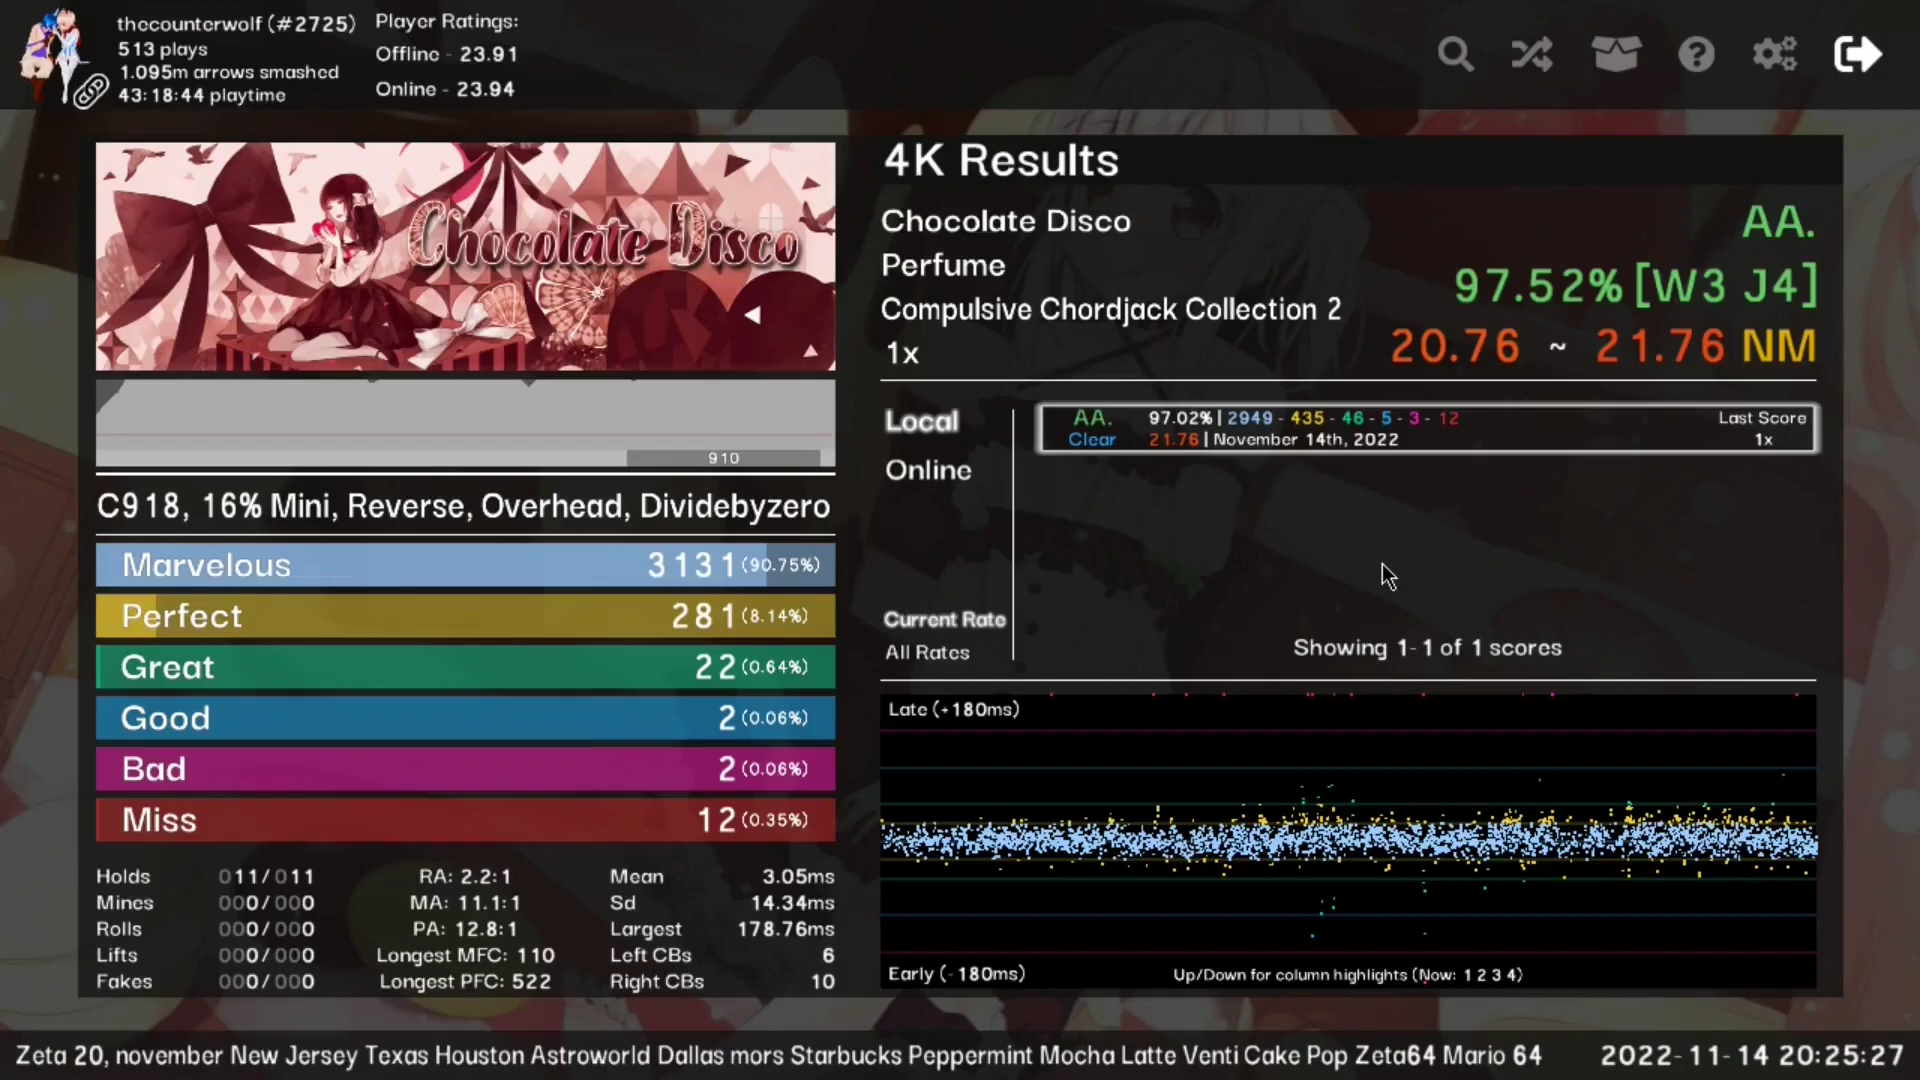 thecounterwolf (#2725)
513 plays
1.095m arrows smashed
43:18:44 playtime
Player Ratings:
Offline - 23.91
Online - 23.94
Chocolate Disco
910
C918, 16% Mini, Reverse, Overhead, Dividebyzero
Marvelous 3131 (90.75%)
Perfect 281 (8.14%)
Great 22 (0.64%)
Good 2 (0.06%)
Bad 2 (0.06%)
Miss 12 (0.35%)
Holds 011/011 RA: 2.2:1 Mean 3.05ms
Mines 000/000 MA: 11.1:1 Sd 14.34ms
Rolls 000/000 PA: 12.8:1 Largest 178.76ms
Lifts 000/000 Longest MFC: 110 Left CBs 6
Fakes 000/000 Longest PFC: 522 Right CBs 10
4K Results
Chocolate Disco AA.
Perfume
97.52% [W3 J4]
Compulsive Chordjack Collection 2
1x 20.76 ~ 21.76 NM
Local
Online
Current Rate
All Rates
AA. 97.02% | 2949 - 435 - 46 - 5 - 3 - 12 Last Score
Clear 21.76 | November 14th, 2022 1x
Showing 1-1 of 1 scores
Late (+180ms)
Early (-180ms) Up/Down for column highlights (Now: 1 2 3 4)
Zeta 20, november New Jersey Texas Houston Astroworld Dallas mors Starbucks Peppermint Mocha Latte Venti Cake Pop Zeta64 Mario 64 2022-11-14 20:25:27